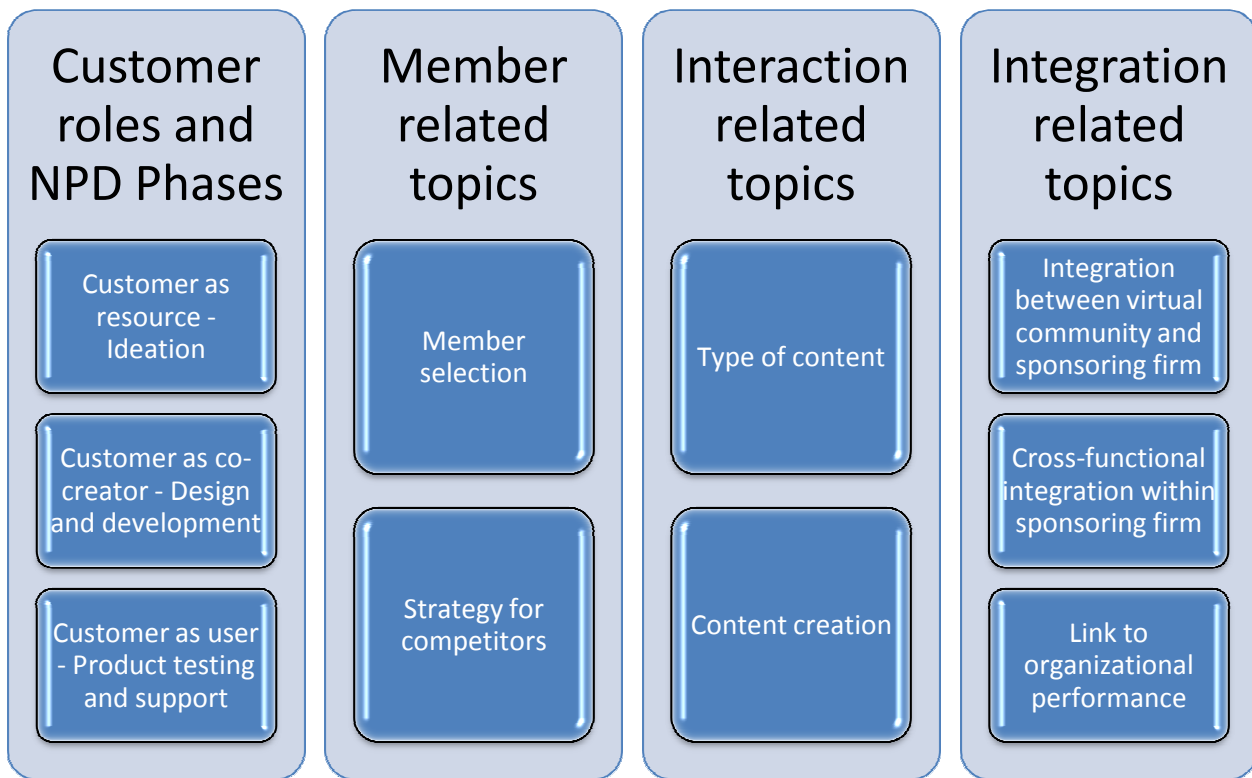 Customer
roles and
NPD Phases
Customer as
resource -
Ideation
Customer as co-
creator - Design
and development
Customer as user
- Product testing
and support
Member
related
topics
Member
selection
Strategy for
competitors
Interaction
related
topics
Type of content
Content creation
Integration
related
topics
Integration
between virtual
community and
sponsoring firm
Cross-functional
integration within
sponsoring firm
Link to
organizational
performance